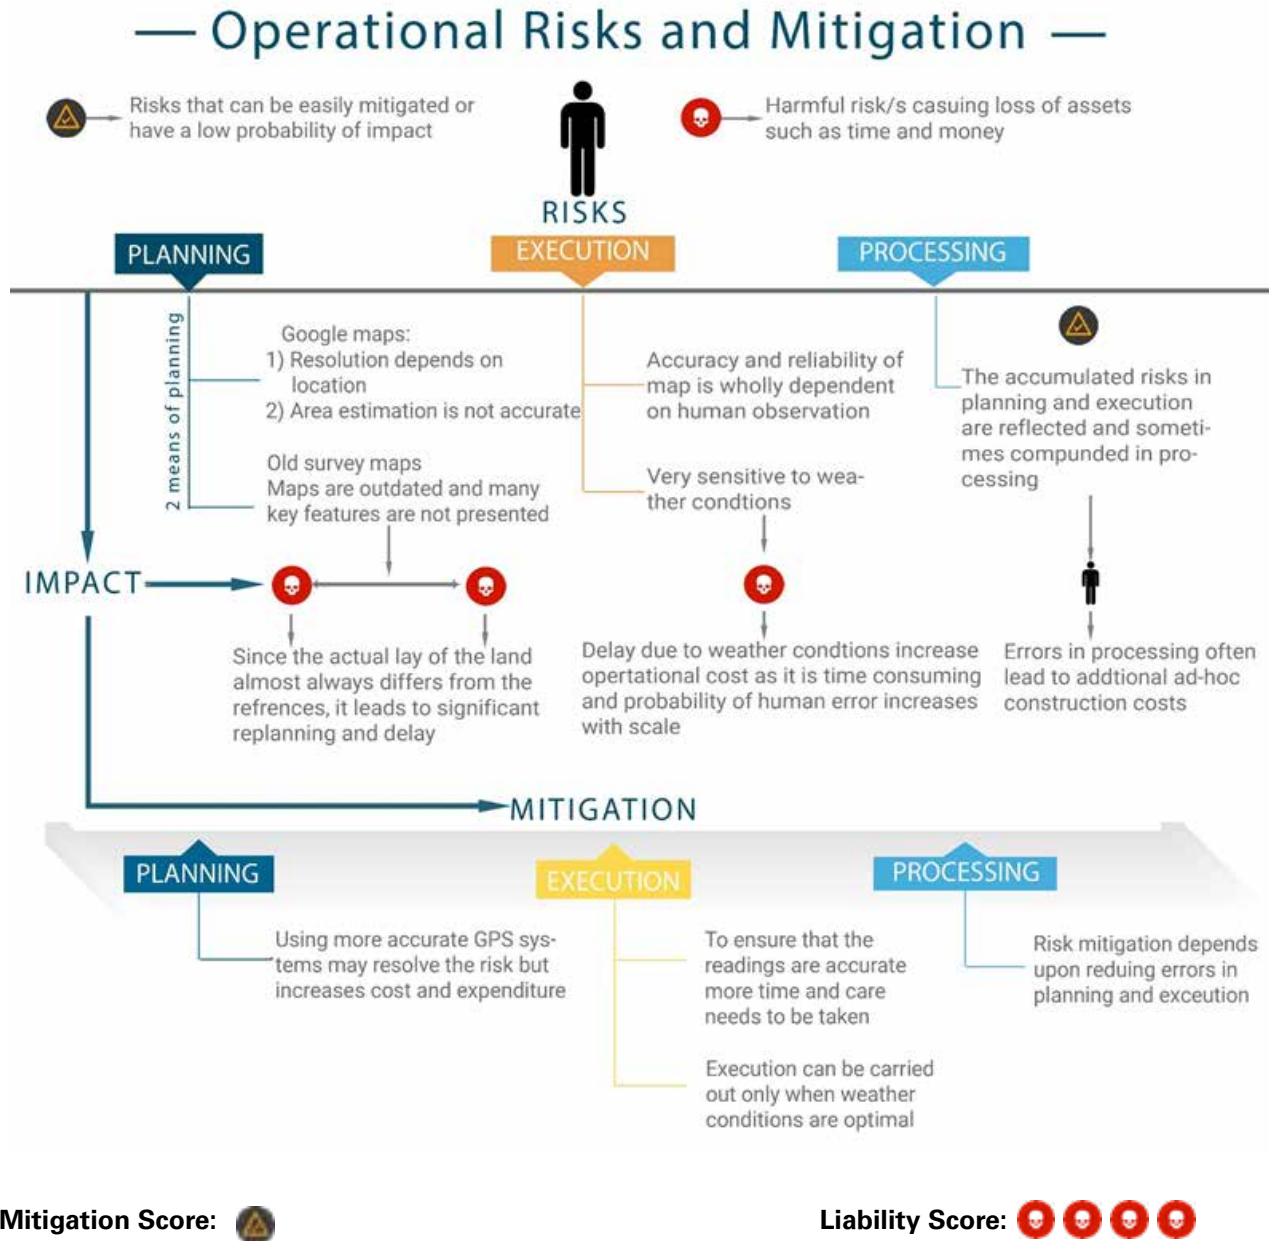 — Operational Risks and Mitigation —
Risks that can be easily mitigated or
have a low probability of impact
Harmful risk/s casuing loss of assets
such as time and money
RISKS
PLANNING
EXECUTION
PROCESSING
2 means of planning
Google maps:
1) Resolution depends on
location
2) Area estimation is not accurate
Old survey maps
Maps are outdated and many
key features are not presented
Accuracy and reliability of
map is wholly dependent
on human observation
Very sensitive to wea-
ther condtions
The accumulated risks in
planning and execution
are reflected and someti-
mes compunded in pro-
cessing
IMPACT
Since the actual lay of the land
almost always differs from the
refrences, it leads to significant
replanning and delay
Delay due to weather condtions increase
opertational cost as it is time consuming
and probability of human error increases
with scale
Errors in processing often
lead to addtional ad-hoc
construction costs
MITIGATION
PLANNING
EXECUTION
PROCESSING
Using more accurate GPS sys-
tems may resolve the risk but
increases cost and expenditure
To ensure that the
readings are accurate
more time and care
needs to be taken
Execution can be carried
out only when weather
conditions are optimal
Risk mitigation depends
upon reduing errors in
planning and exceution
Mitigation Score:
Liability Score: